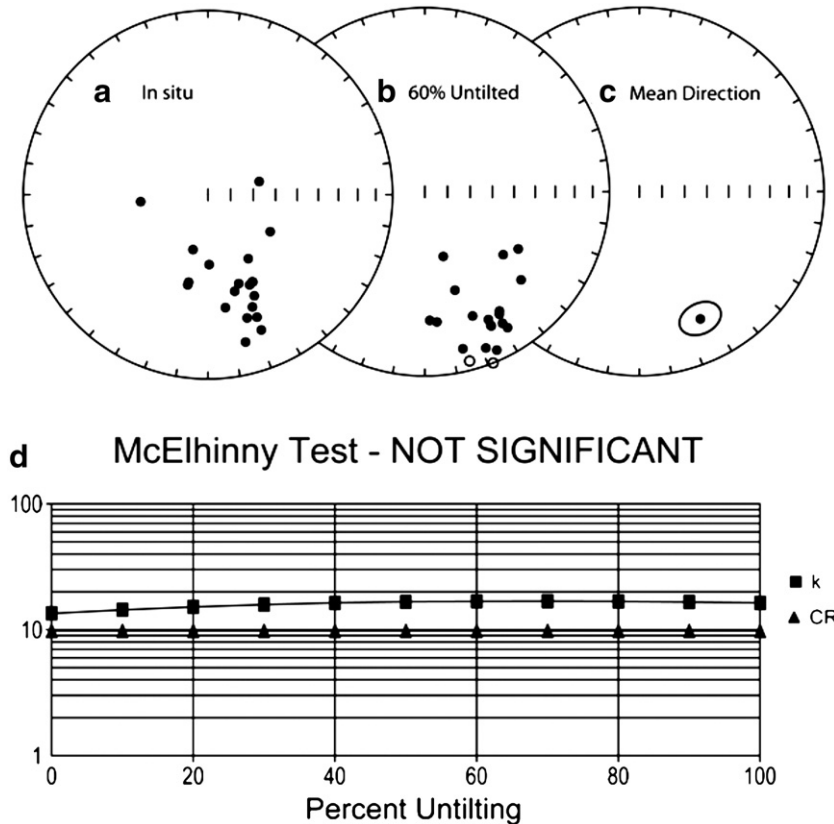 a In situ
b 60% Untilted
c Mean Direction
d McElhinny Test - NOT SIGNIFICANT
100
10
1
0 20 40 60 80 100
Percent Untilting
k
CR